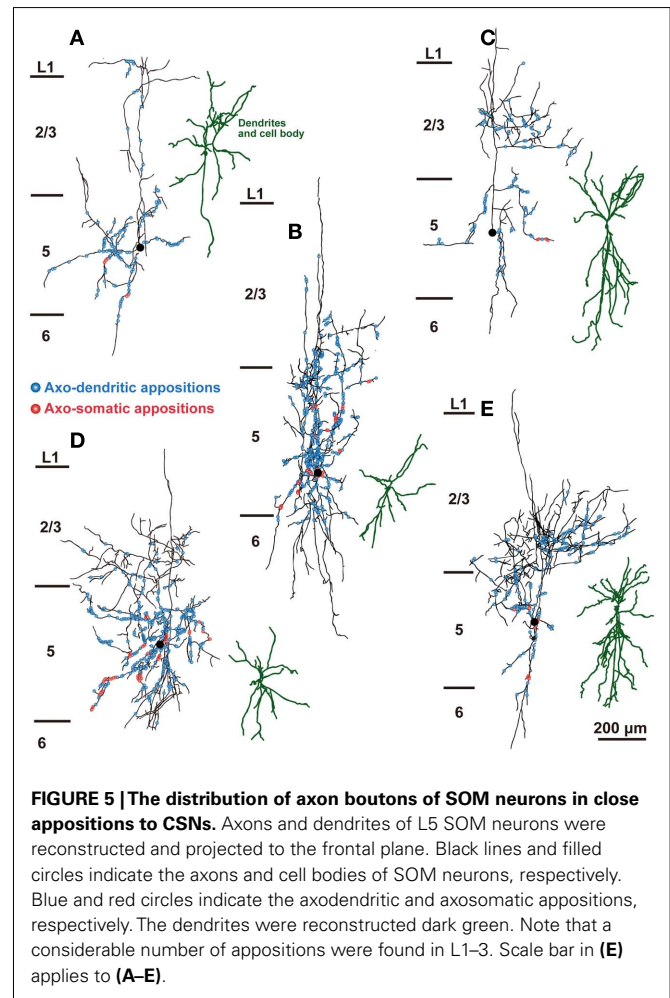 A
L1
2/3
5
6
Dendrites
and cell body
C
L1
2/3
5
6
L1
B
2/3
5
6
Axo-dendritic appositions
Axo-somatic appositions
D
L1
2/3
5
6
L1
E
2/3
5
6
200 µm
FIGURE 5 | The distribution of axon boutons of SOM neurons in close
appositions to CSNs. Axons and dendrites of L5 SOM neurons were
reconstructed and projected to the frontal plane. Black lines and filled
circles indicate the axons and cell bodies of SOM neurons, respectively.
Blue and red circles indicate the axodendritic and axosomatic appositions,
respectively. The dendrites were reconstructed dark green. Note that a
considerable number of appositions were found in L1–3. Scale bar in (E)
applies to (A–E).